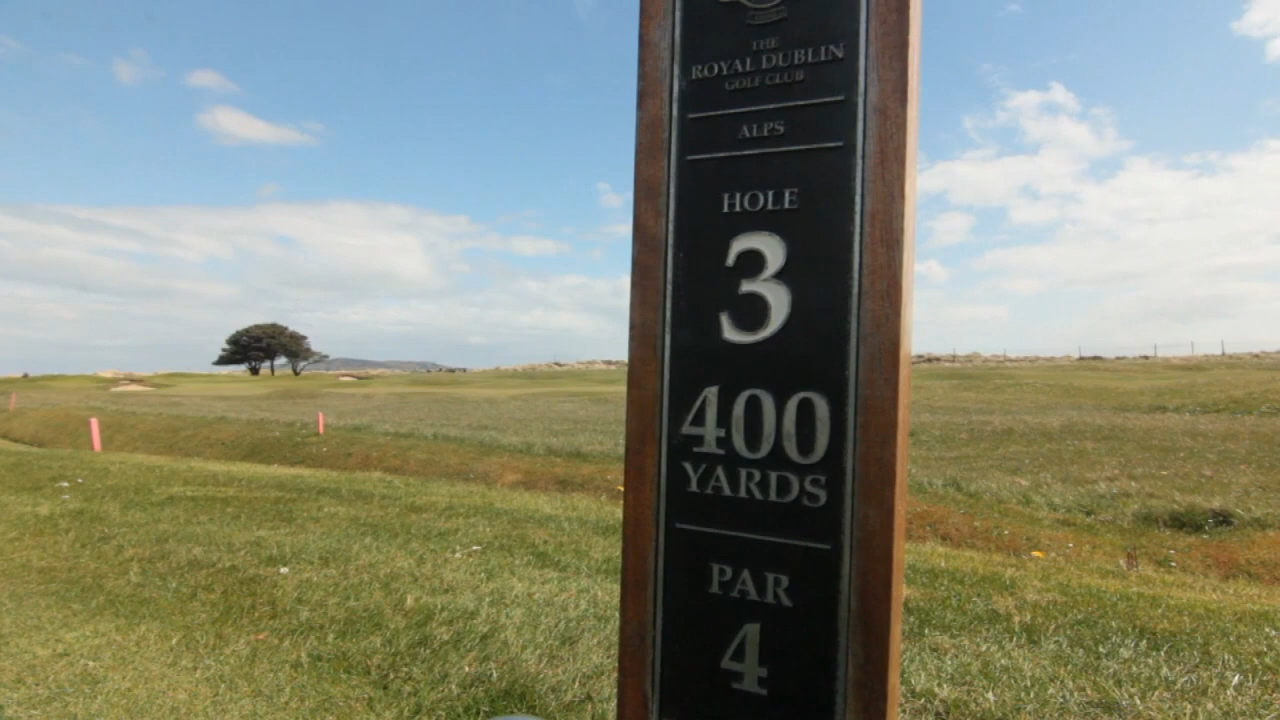 THE
ROYAL DUBLIN
GOLF CLUB
ALPS
HOLE
3
400
YARDS
PAR
4